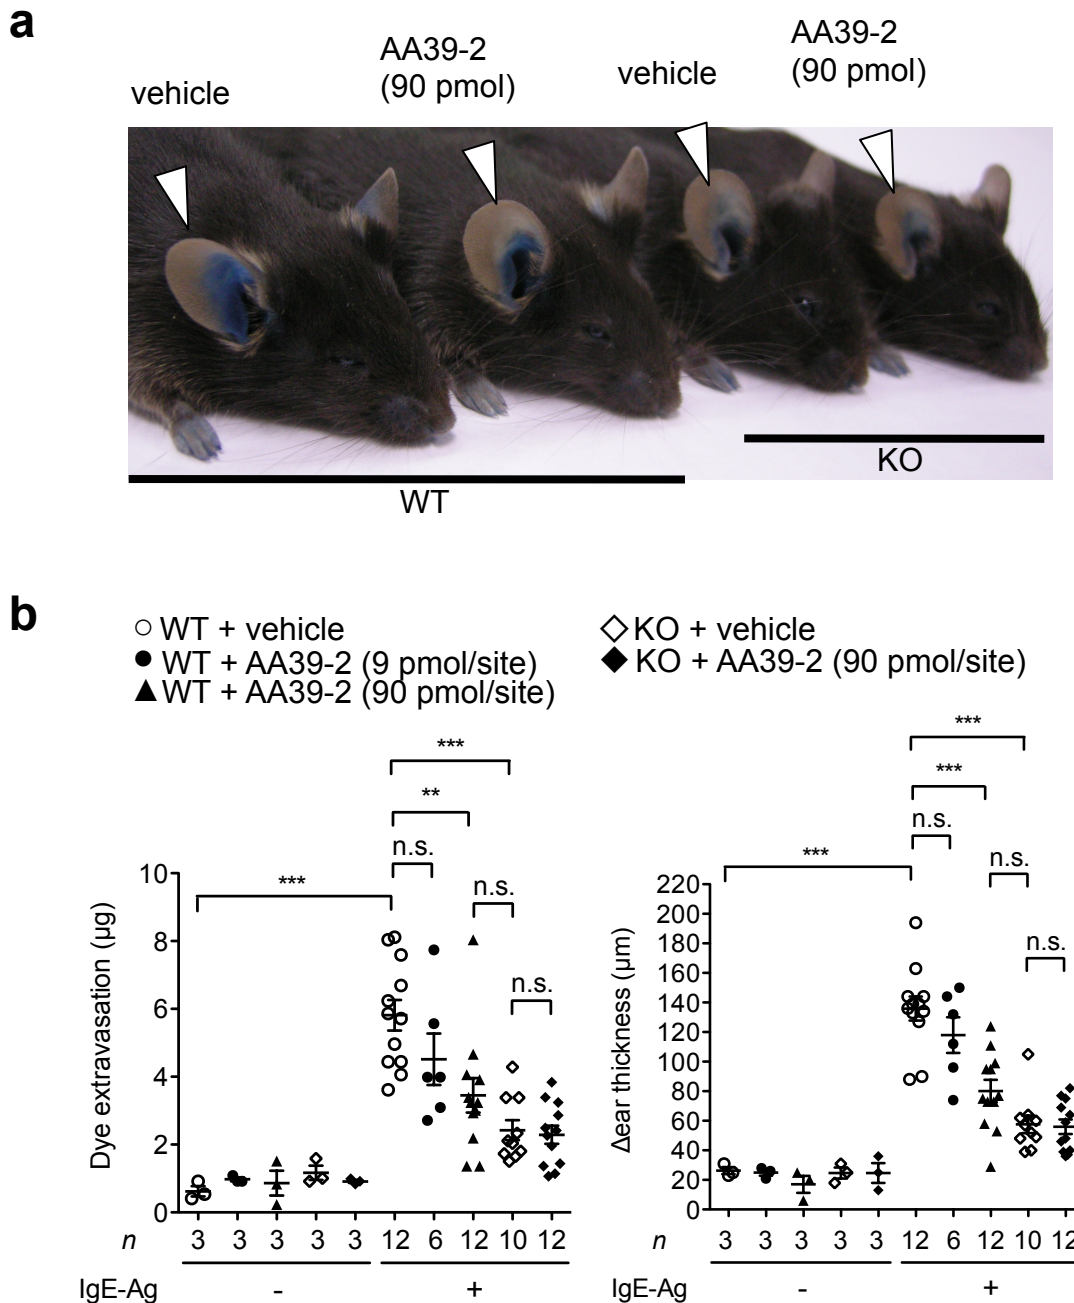 a
vehicle
AA39-2
(90 pmol)
vehicle
AA39-2
(90 pmol)
KO
WT
b
WT + vehicle
WT + AA39-2 (9 pmol/site)
WT + AA39-2 (90 pmol/site)
KO + vehicle
KO + AA39-2 (90 pmol/site)
***
**
n.s.
***
n.s.
n.s.
Dye extravasation (µg)
10
8
6
4
2
0
n 3 3 3 3 3 12 6 12 10 12
IgE-Ag - +
***
***
n.s.
***
n.s.
n.s.
Δear thickness (µm)
220
200
180
160
140
120
100
80
60
40
20
0
3 3 3 3 3 12 6 12 10 12
- +